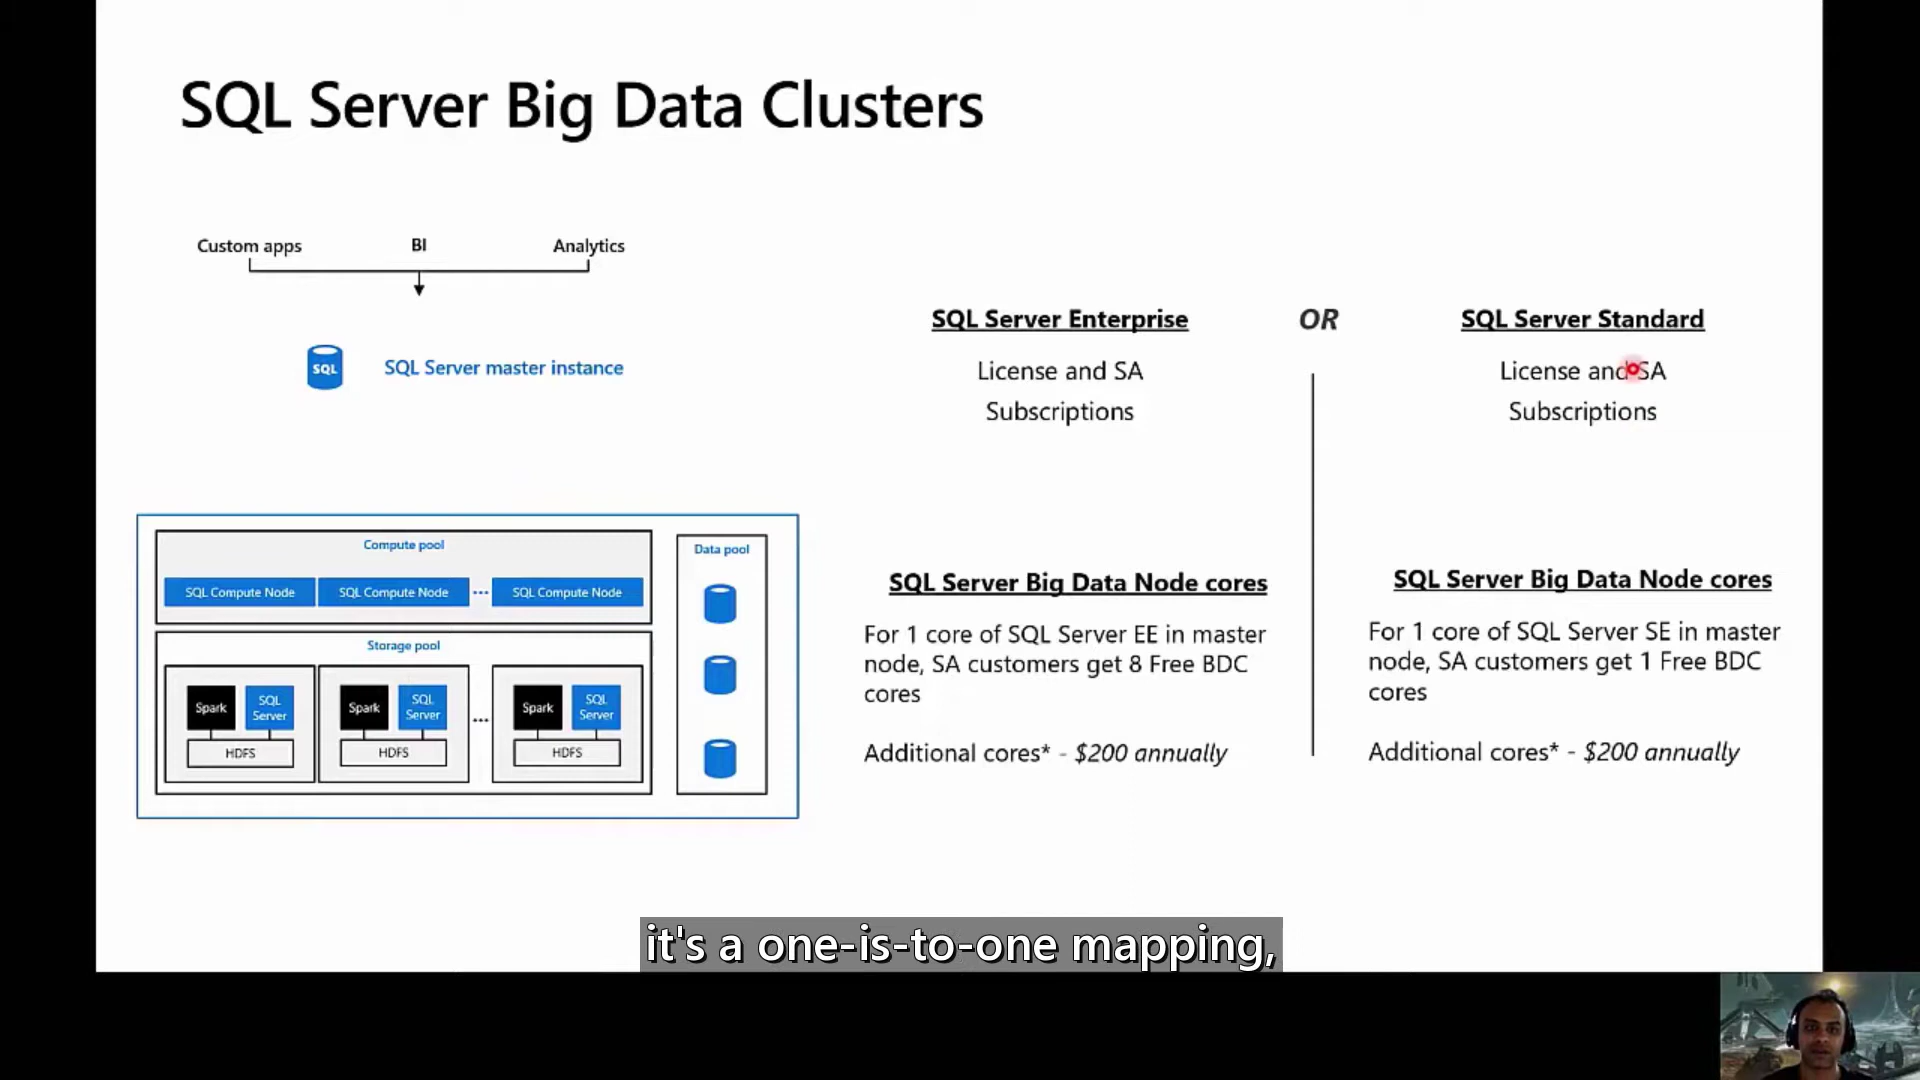 SQL Server Big Data Clusters
Custom apps
BI
Analytics
SQL
SQL Server master instance
Compute pool
SQL Compute Node
SQL Compute Node
...
SQL Compute Node
Storage pool
Spark
SQL
Server
HDFS
Spark
SQL
Server
HDFS
...
Spark
SQL
Server
HDFS
Data pool
SQL Server Enterprise
License and SA
Subscriptions
SQL Server Big Data Node cores
For 1 core of SQL Server EE in master
node, SA customers get 8 Free BDC
cores
Additional cores* - $200 annually
OR
SQL Server Standard
License and SA
Subscriptions
SQL Server Big Data Node cores
For 1 core of SQL Server SE in master
node, SA customers get 1 Free BDC
cores
Additional cores* - $200 annually
it's a one-is-to-one mapping,